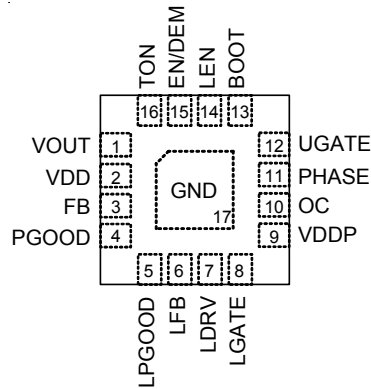 TON
EN/DEM
LEN
BOOT
16 15 14 13
VOUT 1
VDD 2
FB 3
PGOOD 4
12 UGATE
11 PHASE
10 OC
9 VDDP
GND
17
5 6 7 8
LPGOOD
LFB
LDRV
LGATE